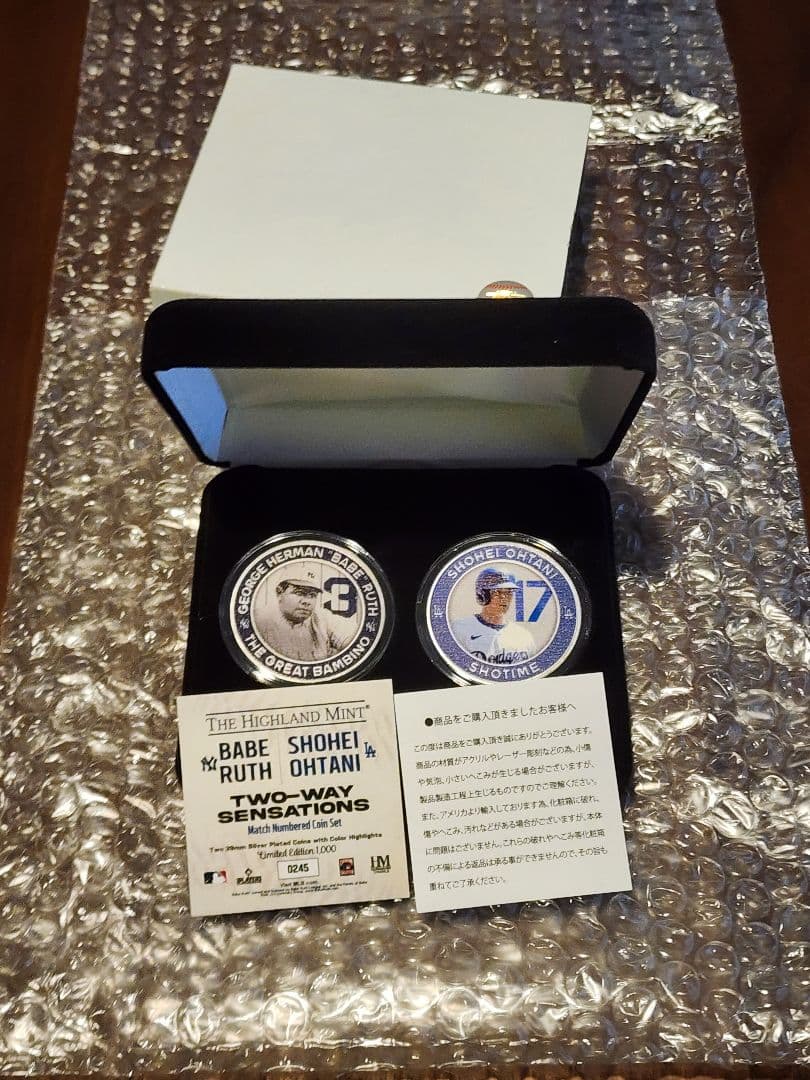 GEORGE HERMAN "BABE" RUTH
3
THE GREAT BAMBINO
SHOHEI OHTANI
17
Dodgers
SHOTIME
THE HIGHLAND MINT®
BABE RUTH
SHOHEI OHTANI
TWO-WAY
SENSATIONS
Match Numbered Coin Set
Two 39mm Silver Plated Coins with Color Highlights
Limited Edition 1,000
0245
HM
Visit MLB.com
●商品をご購入頂きましたお客様へ
この度は商品をご購入頂き誠にありがとうございます。
商品の材質がアクリルやレーザー彫刻などの為、小傷
や気泡、小さいへこみが生じる場合がございますが、
製品製造工程上生じるものですのでご理解ください。
また、アメリカより輸入しております為、化粧箱に破れ、
傷やへこみ、汚れなどがある場合がございますが、本体
に問題はございません。これらの破れやへこみ等化粧箱
の不備による返品は承る事ができませんので、その旨も
重ねてご了承ください。